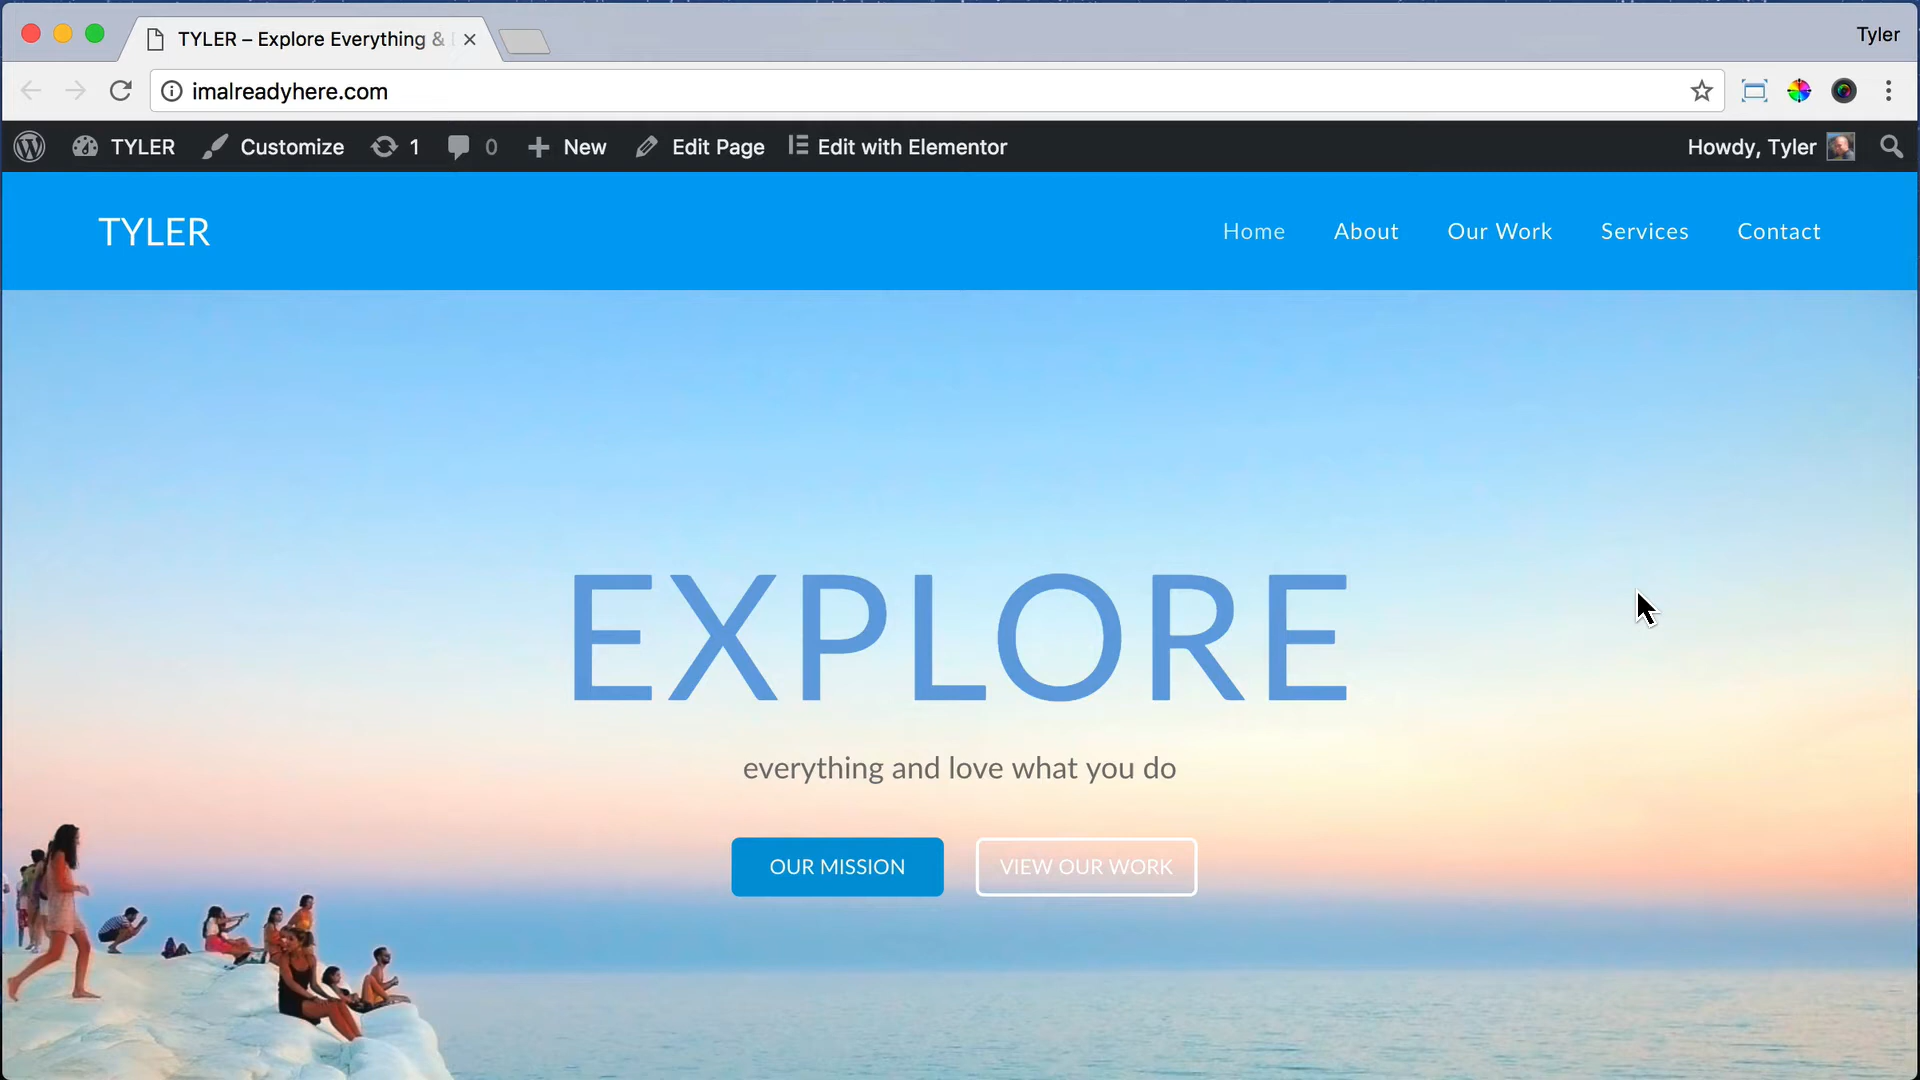 TYLER – Explore Everything &
Tyler
imalreadyhere.com
TYLER Customize 1 0 New Edit Page Edit with Elementor Howdy, Tyler
TYLER
Home About Our Work Services Contact
EXPLORE
everything and love what you do
OUR MISSION VIEW OUR WORK